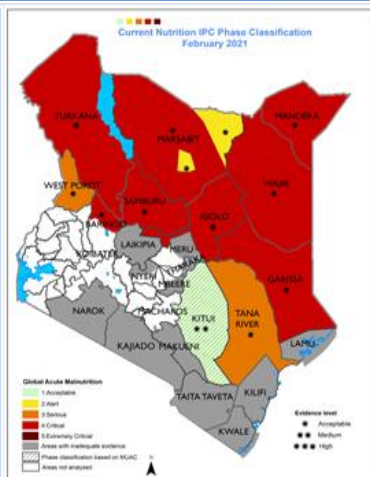 Current Nutrition IPC Phase Classification
February 2021
TURKANA
MARSABIT
MANDERA
WEST POKOT
SAMBURU
WAJIR
ISIOLO
BARINGO
LAIKIPIA
MERU
KOIBATEK
THARAKA
NYERI
MBEERE
GARISSA
NAROK
MACHAKOS
KITUI
TANA
RIVER
LAMU
KAJIADO
MAKUENI
TAITA TAVETA
KILIFI
KWALE
Global Acute Malnutrition
1:Acceptable
2:Alert
3:Serious
4:Critical
5:Extremely Critical
Areas with inadequate evidence
Phase classification based on MUAC
Areas not analysed
N
Evidence level
Acceptable
Medium
High